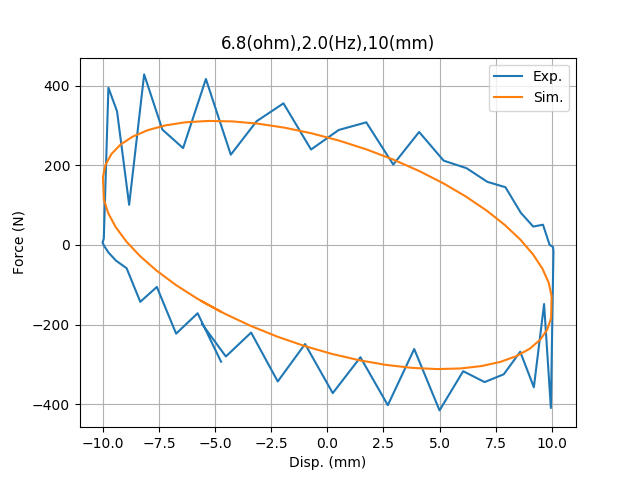 6.8(ohm),2.0(Hz),10(mm)
Exp.
Sim.
400
200
0
−200
−400
Force (N)
−10.0 −7.5 −5.0 −2.5 0.0 2.5 5.0 7.5 10.0
Disp. (mm)